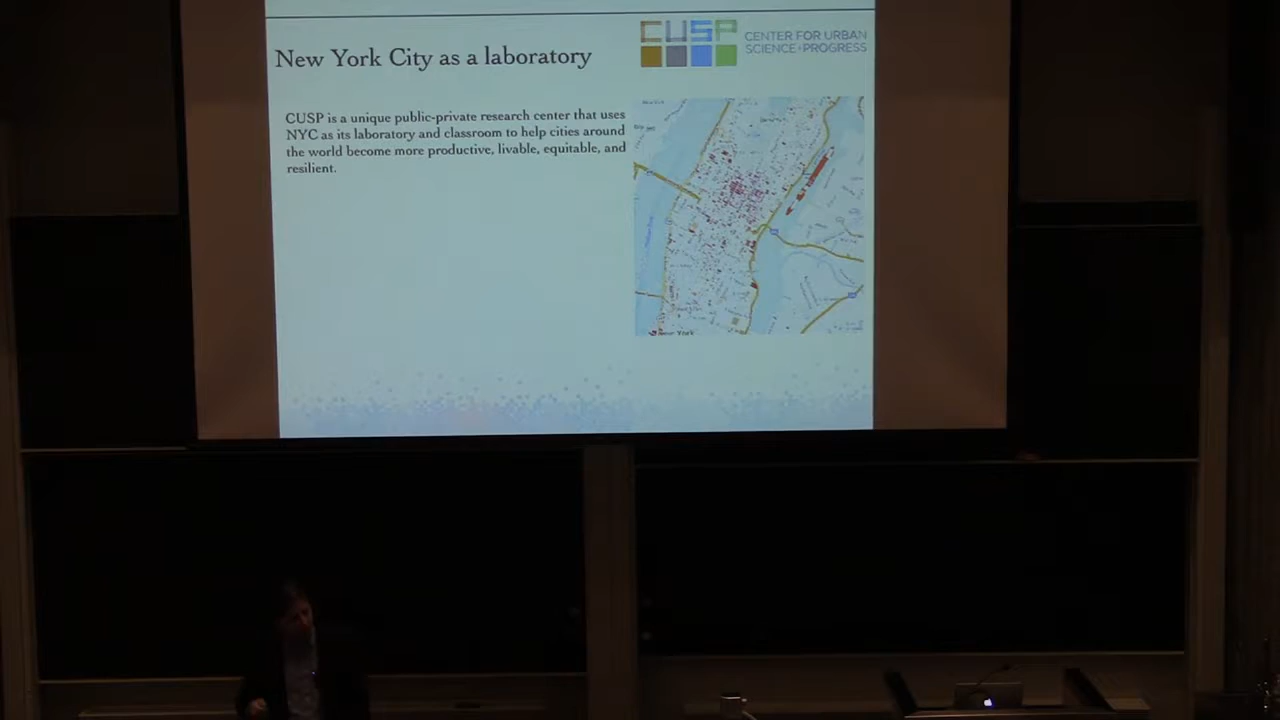 CUSP
CENTER FOR URBAN
SCIENCE+PROGRESS
New York City as a laboratory
CUSP is a unique public-private research center that uses
NYC as its laboratory and classroom to help cities around
the world become more productive, livable, equitable, and
resilient.
New York